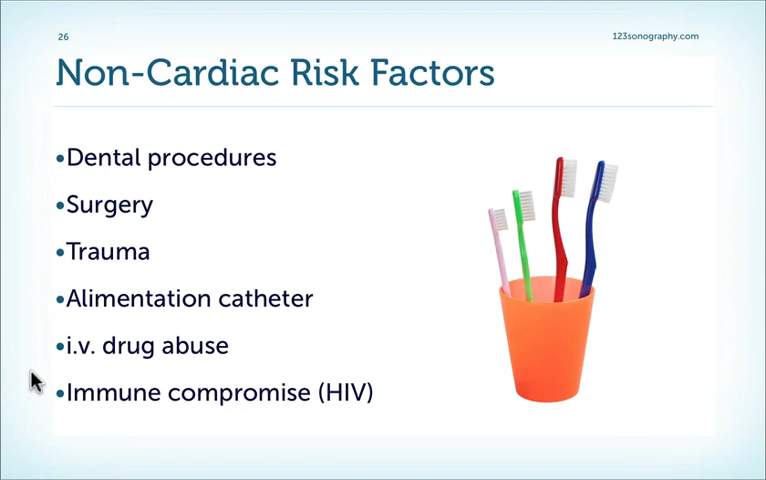 26
123sonography.com
Non-Cardiac Risk Factors
•Dental procedures
•Surgery
•Trauma
•Alimentation catheter
•i.v. drug abuse
•Immune compromise (HIV)